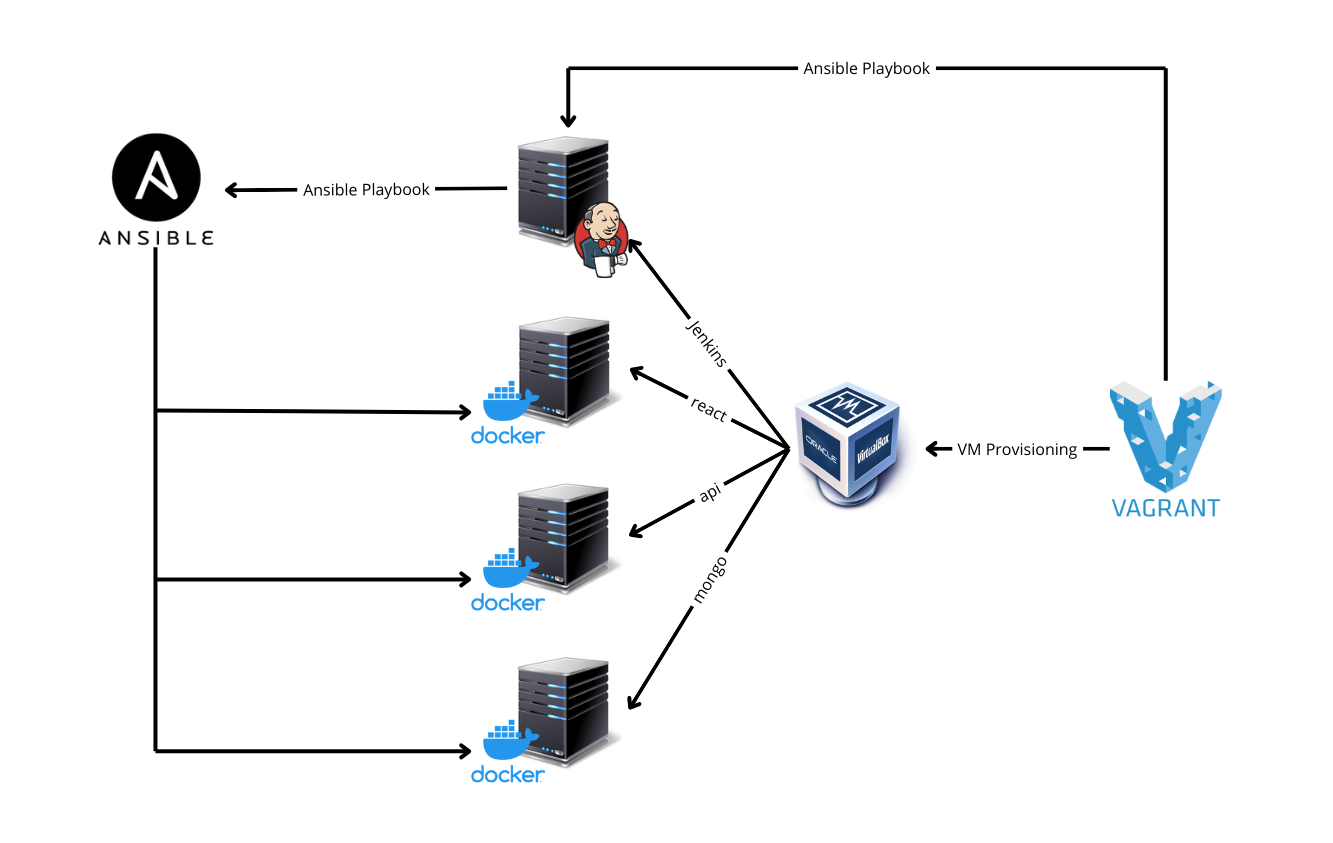 Ansible Playbook
Ansible Playbook
ANSIBLE
Jenkins
react
docker
ORACLE
VirtualBox
VM Provisioning
VAGRANT
api
docker
mongo
docker